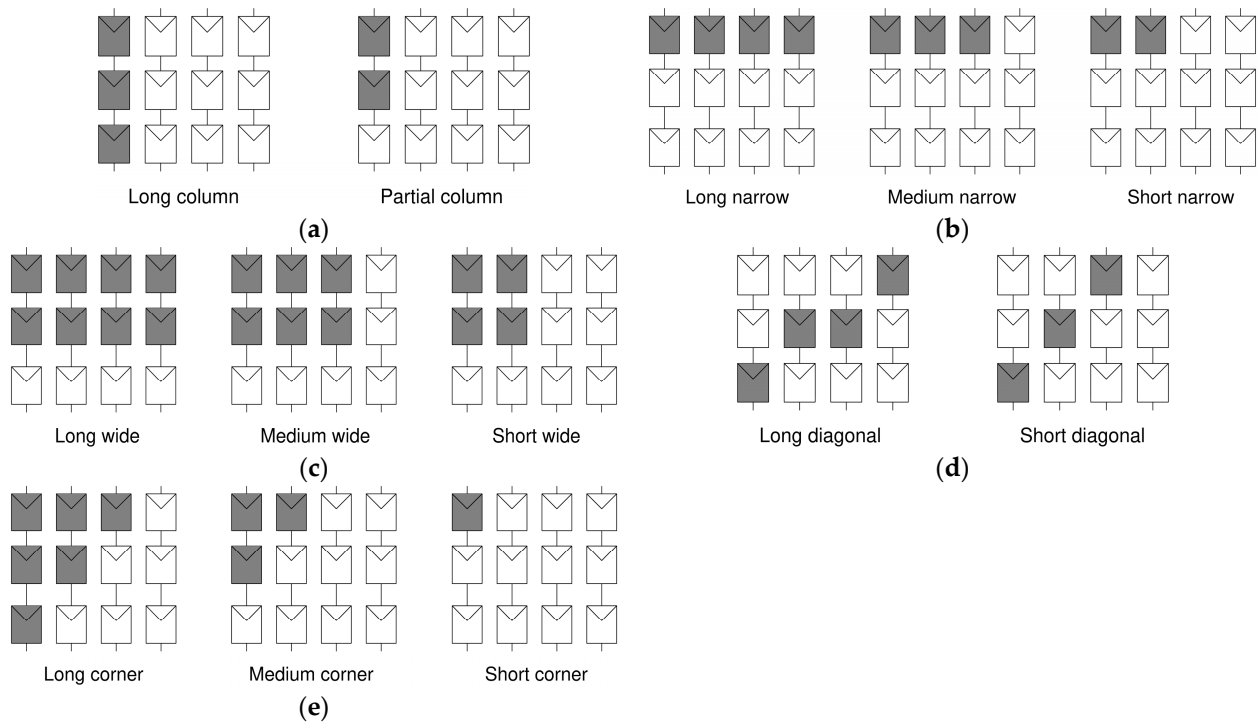 Long column
Partial column
(a)
Long narrow
Medium narrow
Short narrow
(b)
Long wide
Medium wide
Short wide
(c)
Long diagonal
Short diagonal
(d)
Long corner
Medium corner
Short corner
(e)